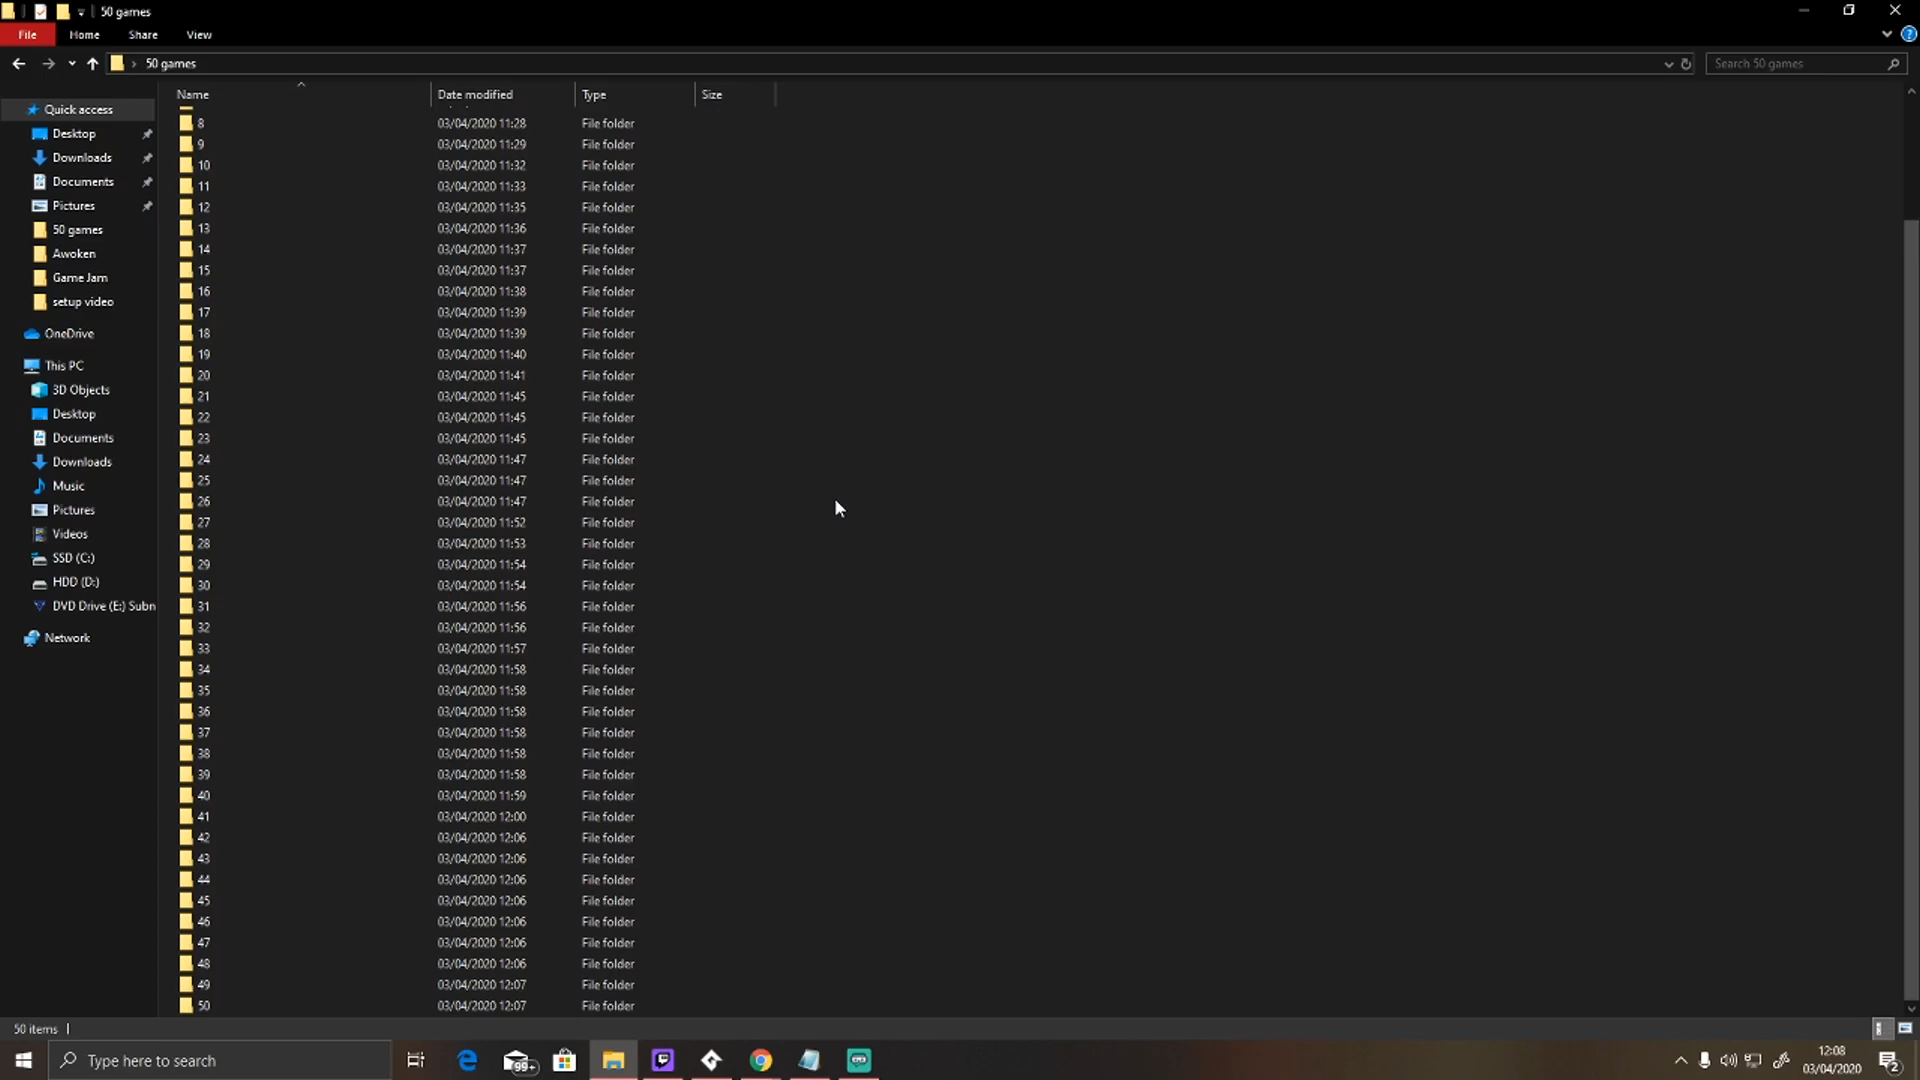 50 games
File Home Share View
50 games Search 50 games
Name Date modified Type Size
Quick access
Desktop
Downloads
Documents
Pictures
50 games
Awoken
Game Jam
setup video
OneDrive
This PC
3D Objects
Desktop
Documents
Downloads
Music
Pictures
Videos
SSD (C:)
HDD (D:)
DVD Drive (E:) Subn
Network
8 03/04/2020 11:28 File folder
9 03/04/2020 11:29 File folder
10 03/04/2020 11:32 File folder
11 03/04/2020 11:33 File folder
12 03/04/2020 11:35 File folder
13 03/04/2020 11:36 File folder
14 03/04/2020 11:37 File folder
15 03/04/2020 11:37 File folder
16 03/04/2020 11:38 File folder
17 03/04/2020 11:39 File folder
18 03/04/2020 11:39 File folder
19 03/04/2020 11:40 File folder
20 03/04/2020 11:41 File folder
21 03/04/2020 11:45 File folder
22 03/04/2020 11:45 File folder
23 03/04/2020 11:45 File folder
24 03/04/2020 11:47 File folder
25 03/04/2020 11:47 File folder
26 03/04/2020 11:47 File folder
27 03/04/2020 11:52 File folder
28 03/04/2020 11:53 File folder
29 03/04/2020 11:54 File folder
30 03/04/2020 11:54 File folder
31 03/04/2020 11:56 File folder
32 03/04/2020 11:56 File folder
33 03/04/2020 11:57 File folder
34 03/04/2020 11:58 File folder
35 03/04/2020 11:58 File folder
36 03/04/2020 11:58 File folder
37 03/04/2020 11:58 File folder
38 03/04/2020 11:58 File folder
39 03/04/2020 11:58 File folder
40 03/04/2020 11:59 File folder
41 03/04/2020 12:00 File folder
42 03/04/2020 12:06 File folder
43 03/04/2020 12:06 File folder
44 03/04/2020 12:06 File folder
45 03/04/2020 12:06 File folder
46 03/04/2020 12:06 File folder
47 03/04/2020 12:06 File folder
48 03/04/2020 12:06 File folder
49 03/04/2020 12:07 File folder
50 03/04/2020 12:07 File folder
50 items
Type here to search 99+ 12:08
03/04/2020 2